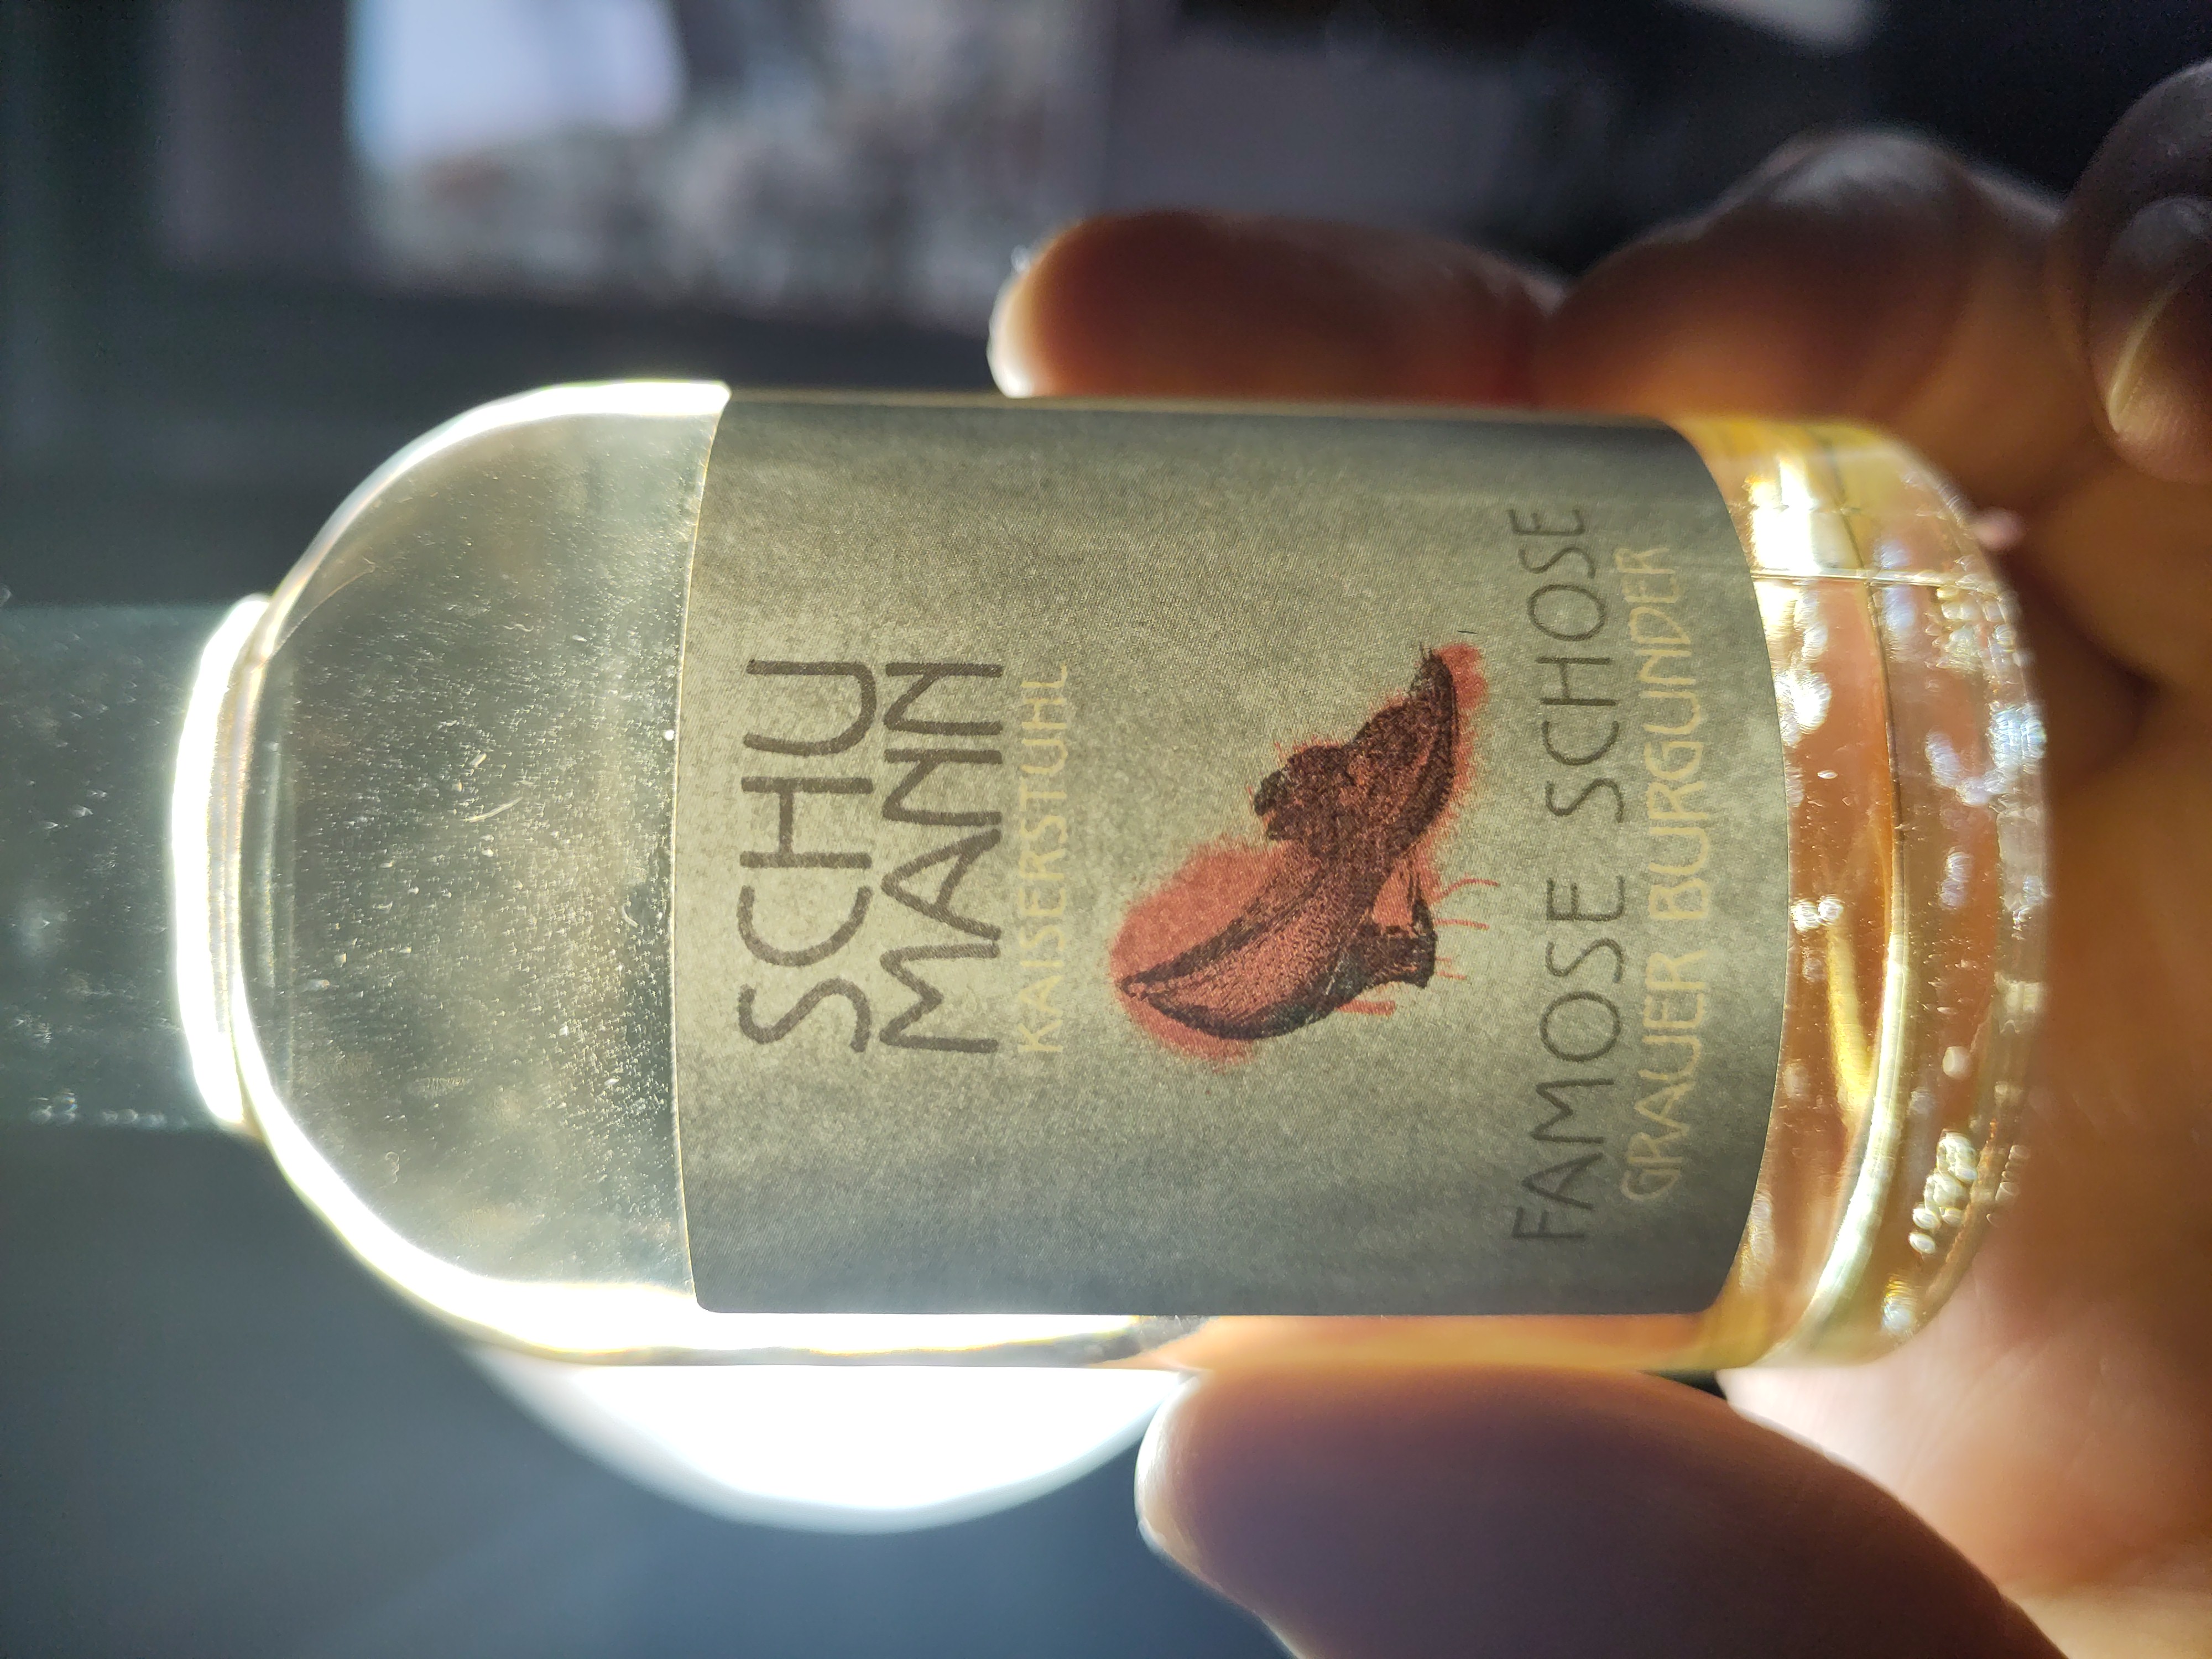 SCHU
MANN
KAISERSTUHL
FAMOSE SCHOSE
GRAUER BURGUNDER